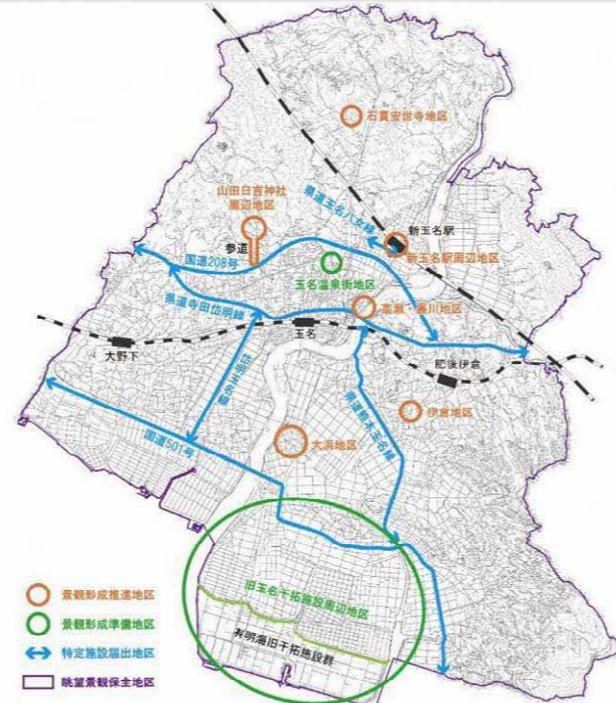 石貫安世寺地区
山田日吉神社
周辺地区
県道玉名八女線
新玉名駅
参道
新玉名駅周辺地区
国道208号
玉名温泉街地区
県道寺田岱明線
高瀬・裏川地区
玉名
大野下
肥後伊倉
岱明玉名線
県道熊本玉名線
伊倉地区
大浜地区
国道501号
旧玉名干拓施設周辺地区
有明海旧干拓施設群
景観形成推進地区
景観形成準備地区
特定施設届出地区
眺望景観保全地区